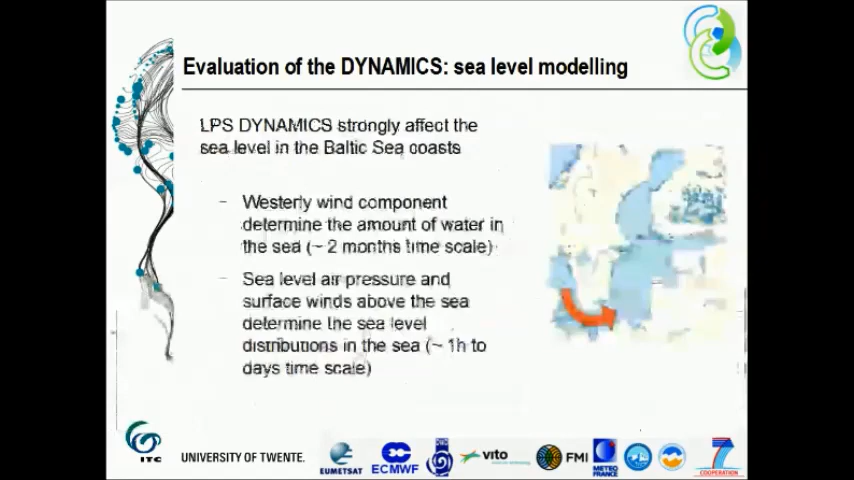 Evaluation of the DYNAMICS: sea level modelling
LPS DYNAMICS strongly affect the
sea level in the Baltic Sea coasts
- Westerly wind component
determine the amount of water in
the sea (~ 2 months time scale)
- Sea level air pressure and
surface winds above the sea
determine the sea level
distributions in the sea (~ 1h to
days time scale)
ITC
UNIVERSITY OF TWENTE.
EUMETSAT
ECMWF
vito
FMI
METEO
FRANCE
7
COOPERATION